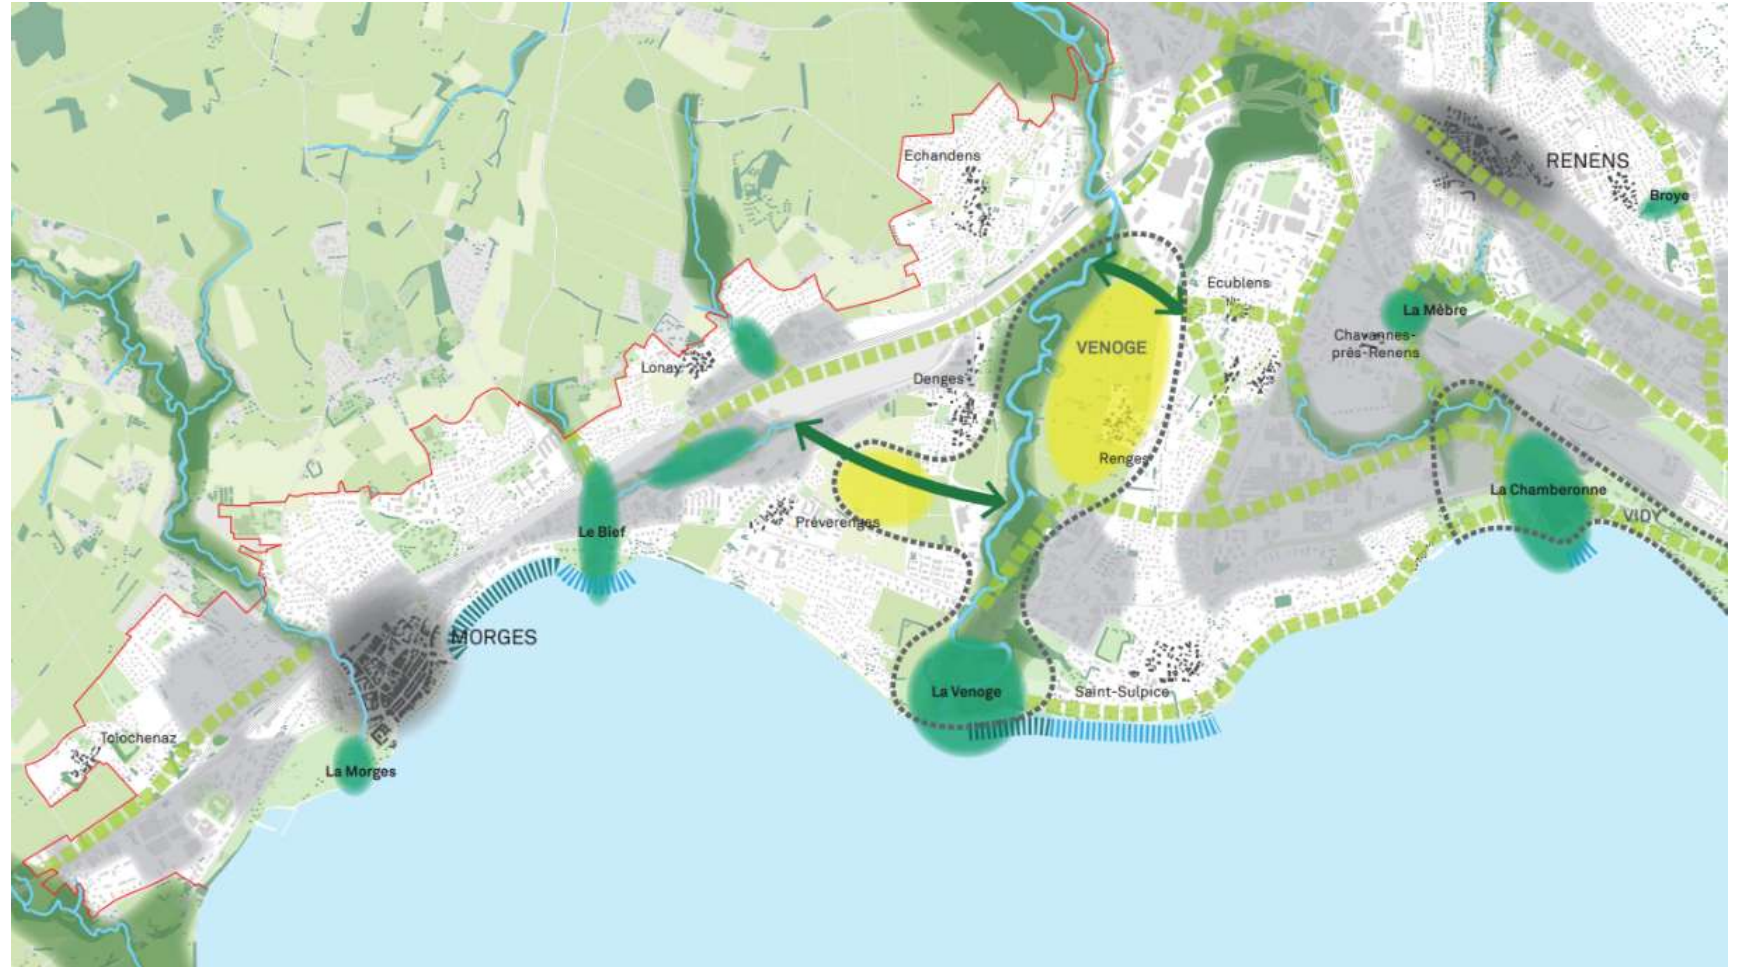 Echandens
RENENS
Broye
Ecublens
La Mèbre
Chavannes-
près-Renens
VENOGE
Lonay
Denges
Renges
La Chamberonne
VIDY
Préverenges
Le Bief
MORGES
La Venoge
Saint-Sulpice
Tolochenaz
La Morges